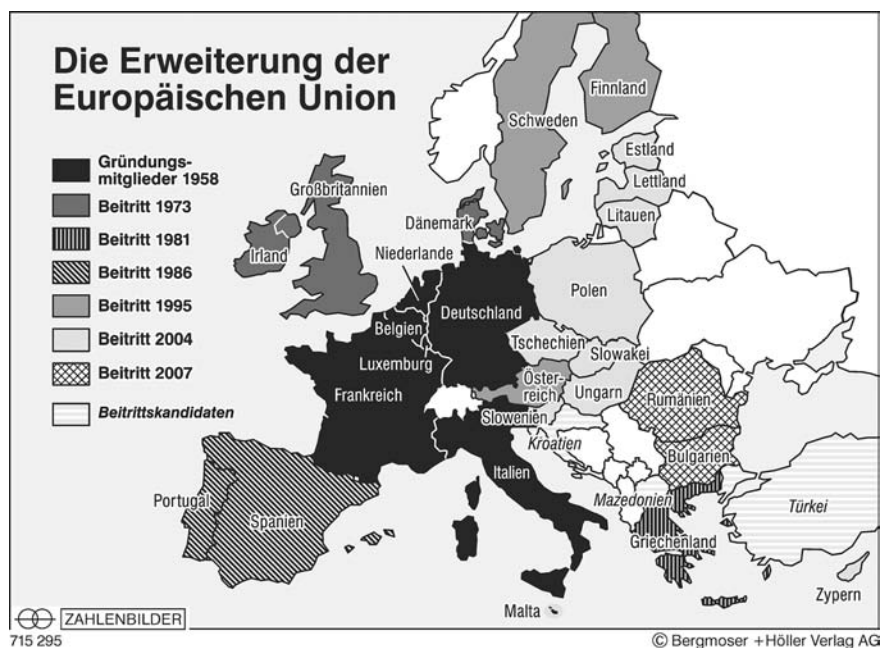 Die Erweiterung der
Europäischen Union
Gründungs-
mitglieder 1958
Beitritt 1973
Beitritt 1981
Beitritt 1986
Beitritt 1995
Beitritt 2004
Beitritt 2007
Beitrittskandidaten
Finnland
Schweden
Estland
Lettland
Litauen
Großbritannien
Dänemark
Irland
Niederlande
Polen
Deutschland
Belgien
Tschechien
Luxemburg
Slowakei
Frankreich
Öster-
reich
Ungarn
Rumänien
Slowenien
Kroatien
Bulgarien
Italien
Portugal
Mazedonien
Türkei
Spanien
Griechenland
Zypern
Malta
ZAHLENBILDER
715 295
© Bergmoser + Höller Verlag AG